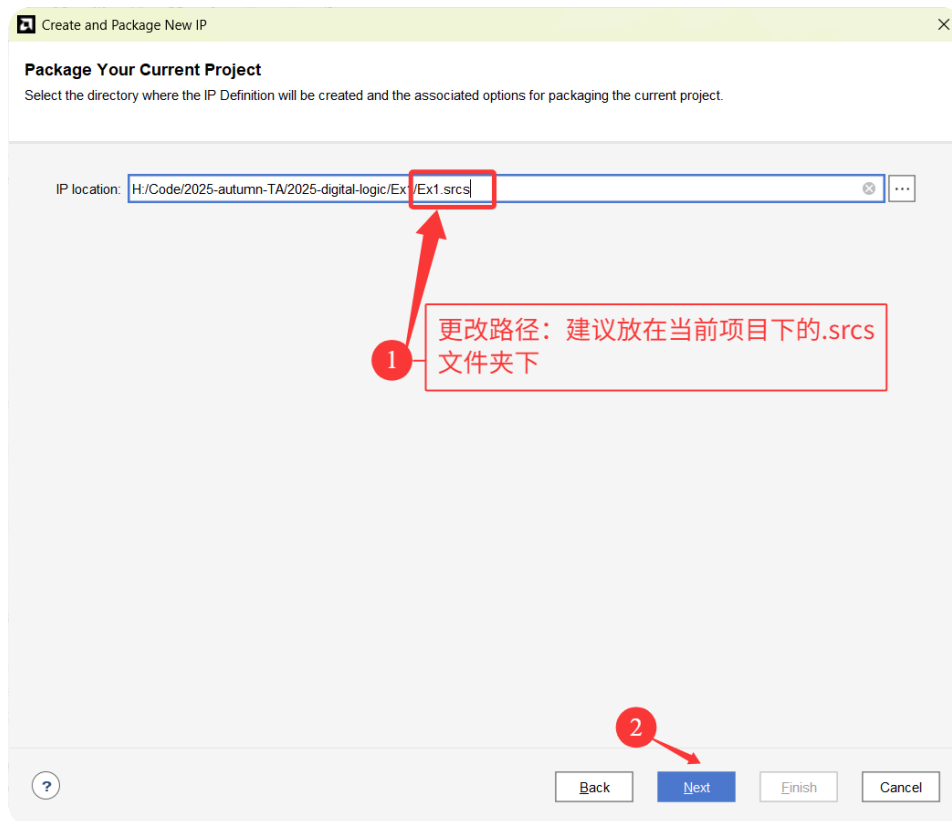 Create and Package New IP
Package Your Current Project
Select the directory where the IP Definition will be created and the associated options for packaging the current project.
IP location: H:/Code/2025-autumn-TA/2025-digital-logic/Ex1/Ex1.srcs
1
更改路径：建议放在当前项目下的.srcs
文件夹下
2
? Back Next Finish Cancel